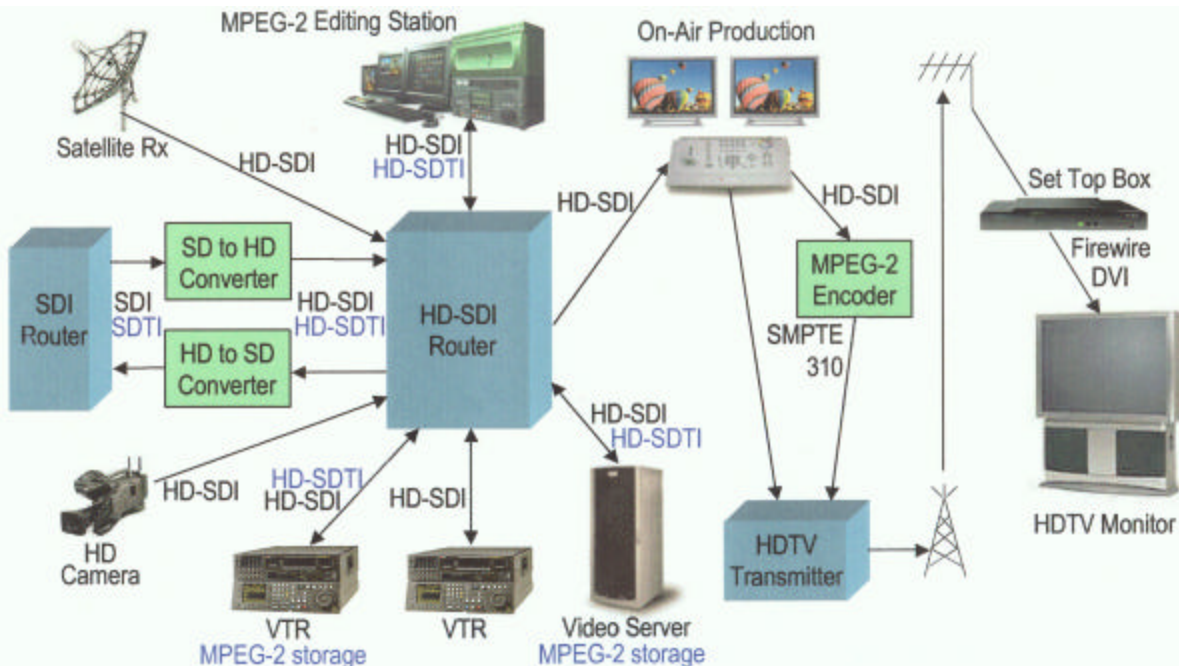 MPEG-2 Editing Station
On-Air Production
Satellite Rx
HD-SDI
HD-SDI
HD-SDTI
HD-SDI
HD-SDI
Set Top Box
Firewire
DVI
SD to HD
Converter
MPEG-2
Encoder
SDI
Router
SDI
SDTI
HD-SDI
HD-SDTI
HD-SDI
Router
HD to SD
Converter
SMPTE
310
HD-SDI
HD-SDTI
HD-SDI
HD-SDTI
HD-SDI
HD-SDI
HD
Camera
HDTV
Transmitter
HDTV Monitor
VTR
MPEG-2 storage
VTR
Video Server
MPEG-2 storage